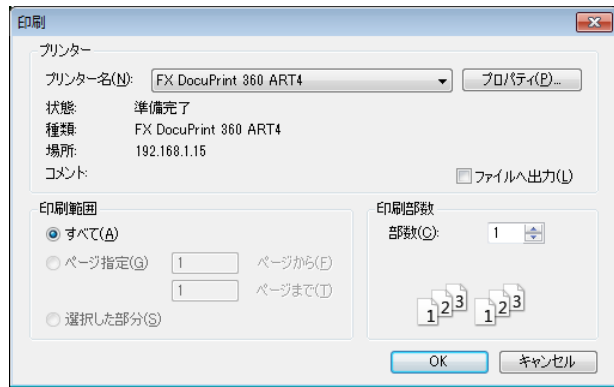 印刷
プリンター
プリンター名(N): FX DocuPrint 360 ART4 プロパティ(P)...
状態: 準備完了
種類: FX DocuPrint 360 ART4
場所: 192.168.1.15
コメント: ファイルへ出力(L)
印刷範囲
すべて(A)
ページ指定(G) 1 ページから(F)
1 ページまで(T)
選択した部分(S)
印刷部数
部数(C): 1
1 2 3 1 2 3
OK キャンセル